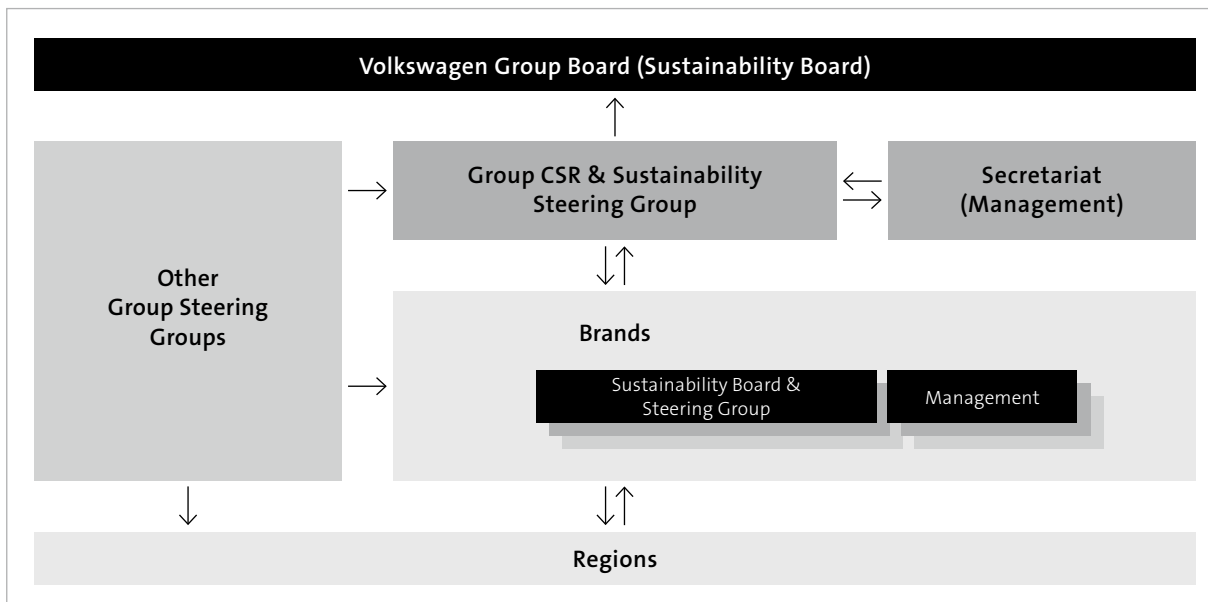 Volkswagen Group Board (Sustainability Board)
Group CSR & Sustainability
Steering Group
Secretariat
(Management)
Other
Group Steering
Groups
Brands
Sustainability Board &
Steering Group
Management
Regions